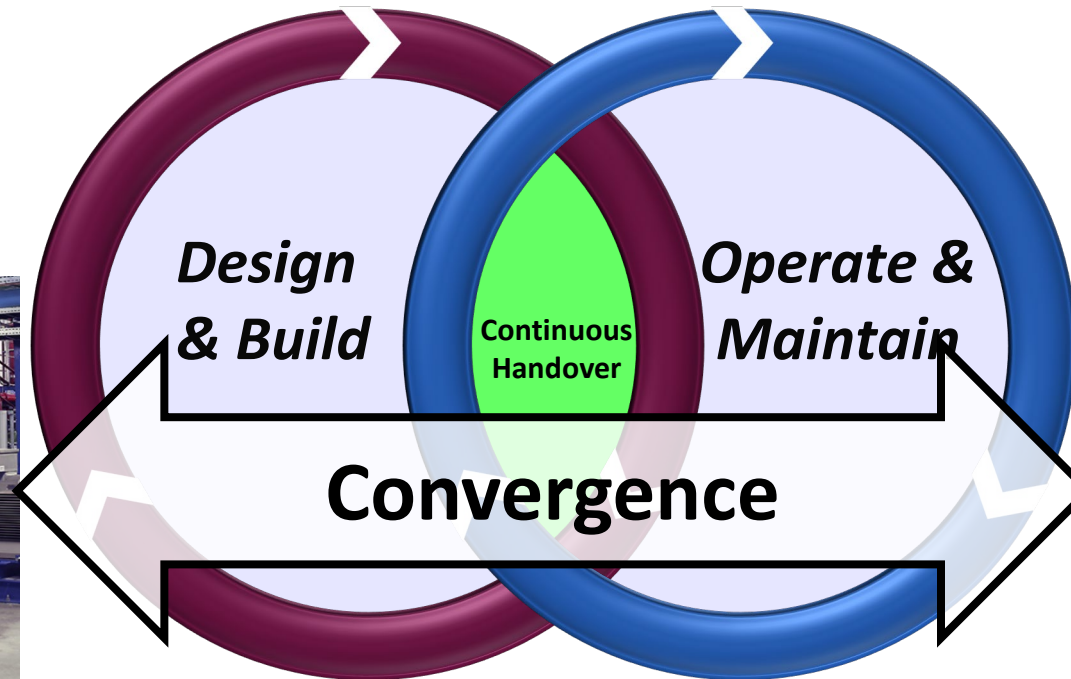 Design
& Build
Continuous
Handover
Operate &
Maintain
Convergence